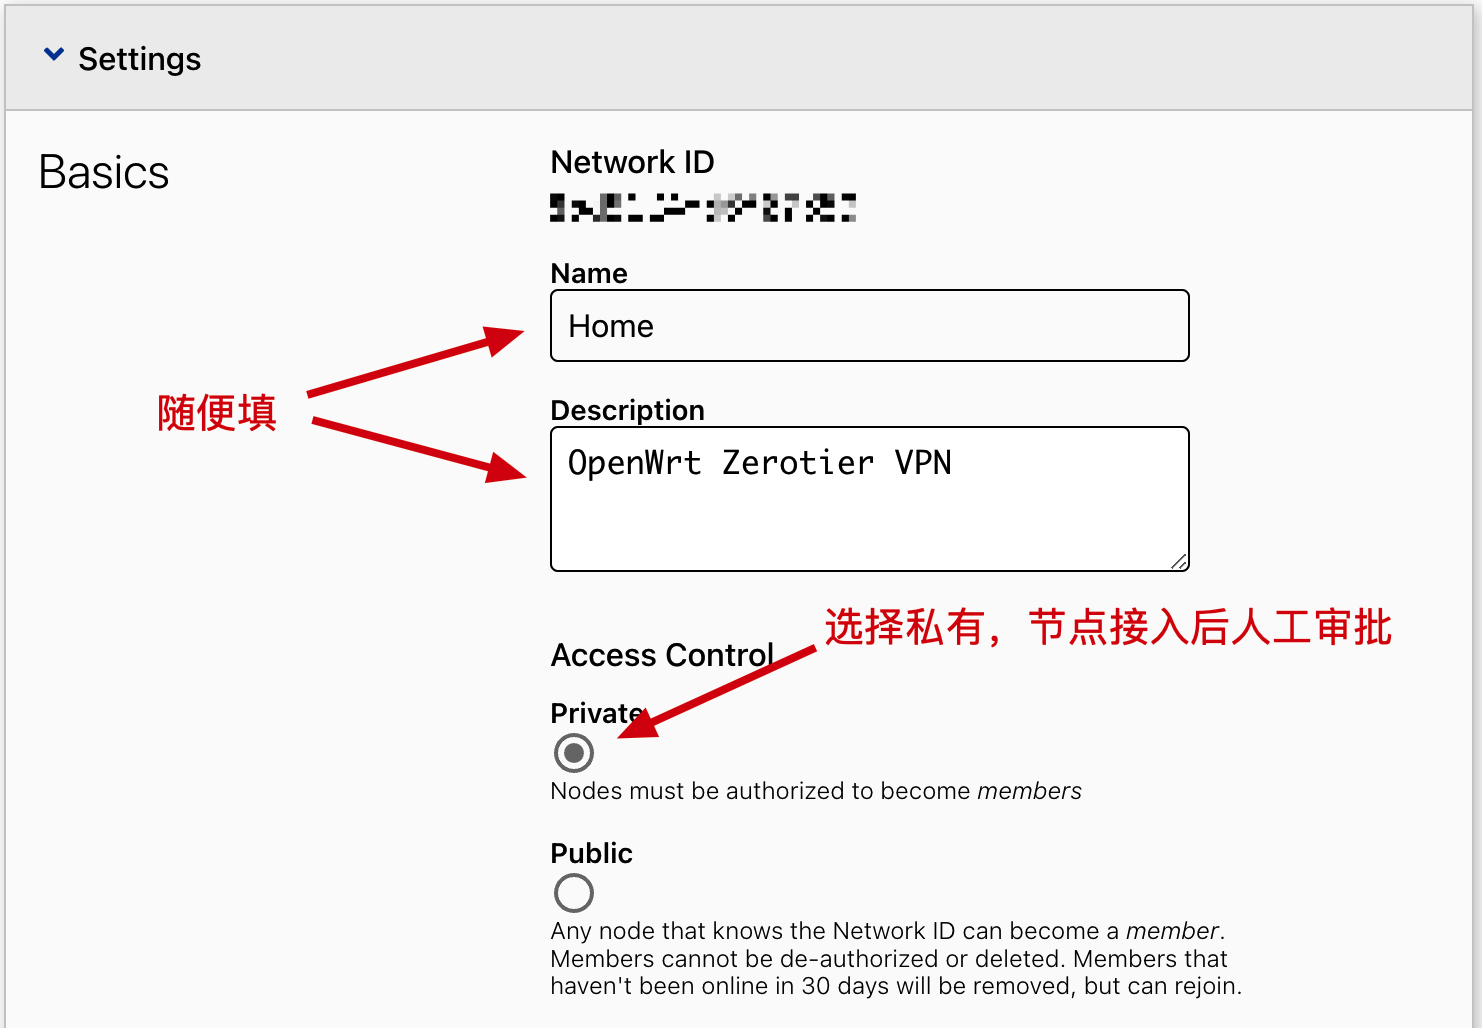 Settings
Basics
Network ID
Name
Home
随便填
Description
OpenWrt Zerotier VPN
选择私有，节点接入后人工审批
Access Control
Private
Nodes must be authorized to become members
Public
Any node that knows the Network ID can become a member.
Members cannot be de-authorized or deleted. Members that
haven't been online in 30 days will be removed, but can rejoin.